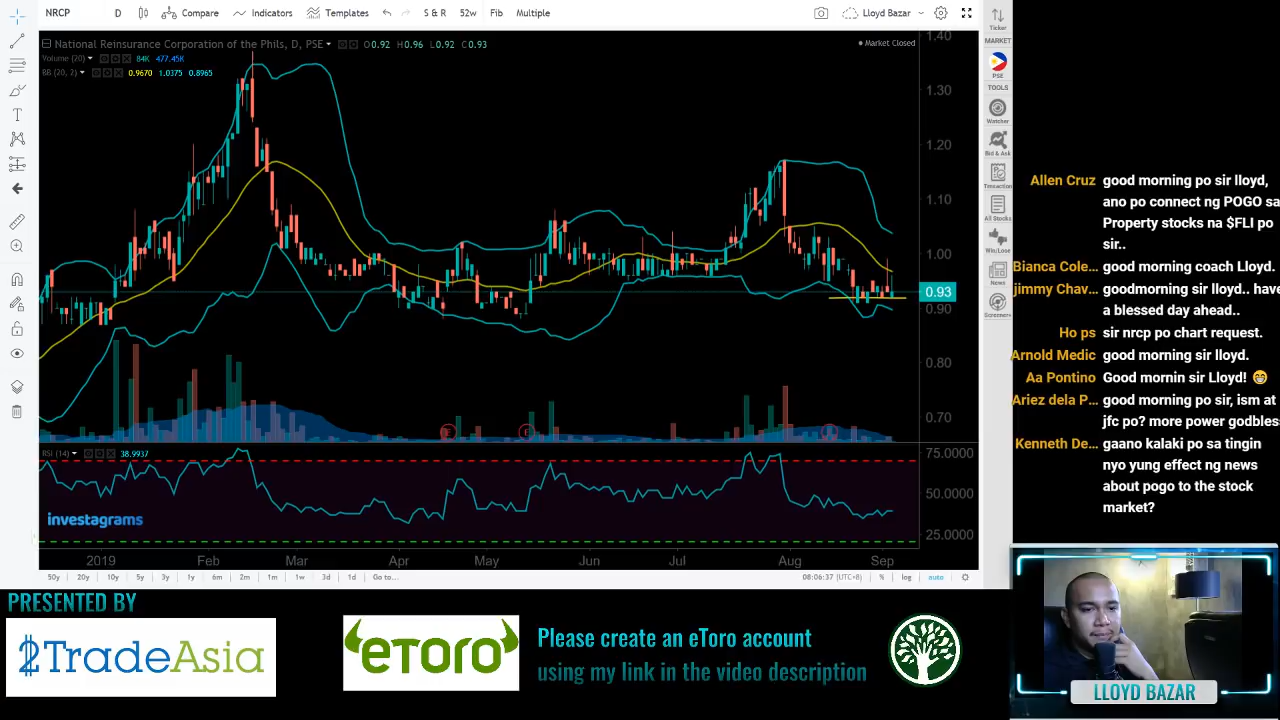 NRCP D Compare Indicators Templates S & R 52w Fib Multiple Lloyd Bazar
National Reinsurance Corporation of the Phils, D, PSE O0.92 H0.96 L0.92 C0.93
Market Closed
Volume (20) 84K 477.45K
BB (20, 2) 0.9670 1.0375 0.8965
1.40
1.30
1.20
1.10
1.00
0.93
0.90
0.80
0.70
RSI (14) 38.9937
75.0000
50.0000
25.0000
investagrams
2019 Feb Mar Apr May Jun Jul Aug Sep
50y 20y 10y 5y 3y 1y 6m 2m 1m 1w 3d 1d Go to... 08:06:37 (UTC+8) % log auto
Ticker
MARKET
PSE
TOOLS
Watcher
Bid & Ask
Transaction
All Stocks
Win/Lose
News
Screener
Allen Cruz good morning po sir lloyd,
ano po connect ng POGO sa
Property stocks na $FLI po
sir..
Bianca Cole... good morning coach Lloyd.
jimmy Chav... goodmorning sir lloyd.. have
a blessed day ahead..
Ho ps sir nrcp po chart request.
Arnold Medic good morning sir lloyd.
Aa Pontino Good mornin sir Lloyd! 😁
Ariez dela P... good morning po sir, ism at
jfc po? more power godbles
Kenneth De... gaano kalaki po sa tingin
nyo yung effect ng news
about pogo to the stock
market?
PRESENTED BY
2TradeAsia
eToro
Please create an eToro account
using my link in the video description
LLOYD BAZAR